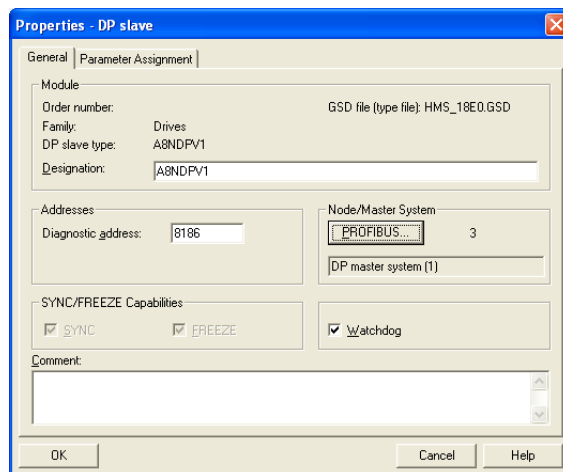 Properties - DP slave
General Parameter Assignment
Module
Order number: GSD file (type file): HMS_18E0.GSD
Family: Drives
DP slave type: A8NDPV1
Designation: A8NDPV1
Addresses Node/Master System
Diagnostic address: 8186 PROFIBUS... 3
DP master system (1)
SYNC/FREEZE Capabilities
SYNC FREEZE Watchdog
Comment:
OK Cancel Help